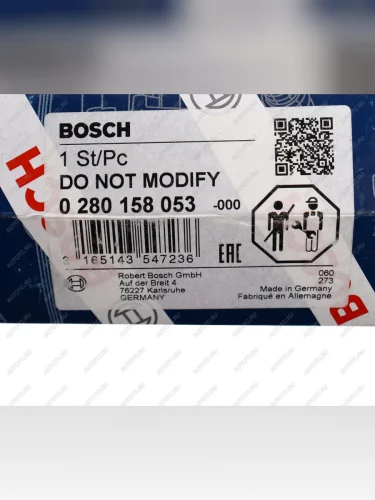 BOSCH
1 St/Pc
DO NOT MODIFY
0 280 158 053 -000
165143 547236
EAC
Robert Bosch GmbH
Auf der Breit 4
76227 Karlsruhe
GERMANY
060
273
Made in Germany
Fabriqué en Allemagne